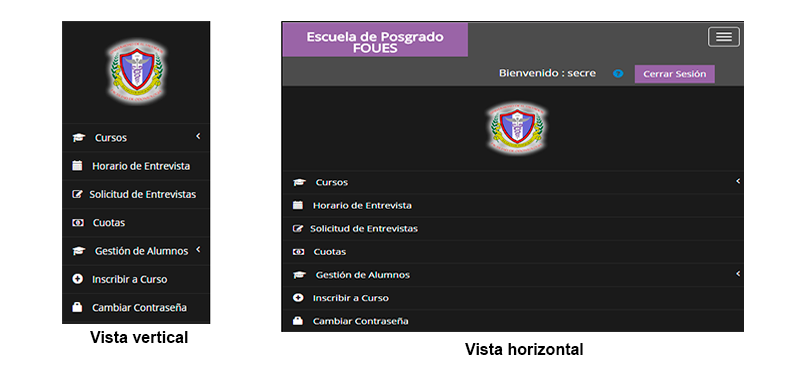 Cursos
Horario de Entrevista
Solicitud de Entrevistas
Cuotas
Gestión de Alumnos
Inscribir a Curso
Cambiar Contraseña
Vista vertical
Escuela de Posgrado
FOUES
Bienvenido : secre
Cerrar Sesión
Cursos
Horario de Entrevista
Solicitud de Entrevistas
Cuotas
Gestión de Alumnos
Inscribir a Curso
Cambiar Contraseña
Vista horizontal